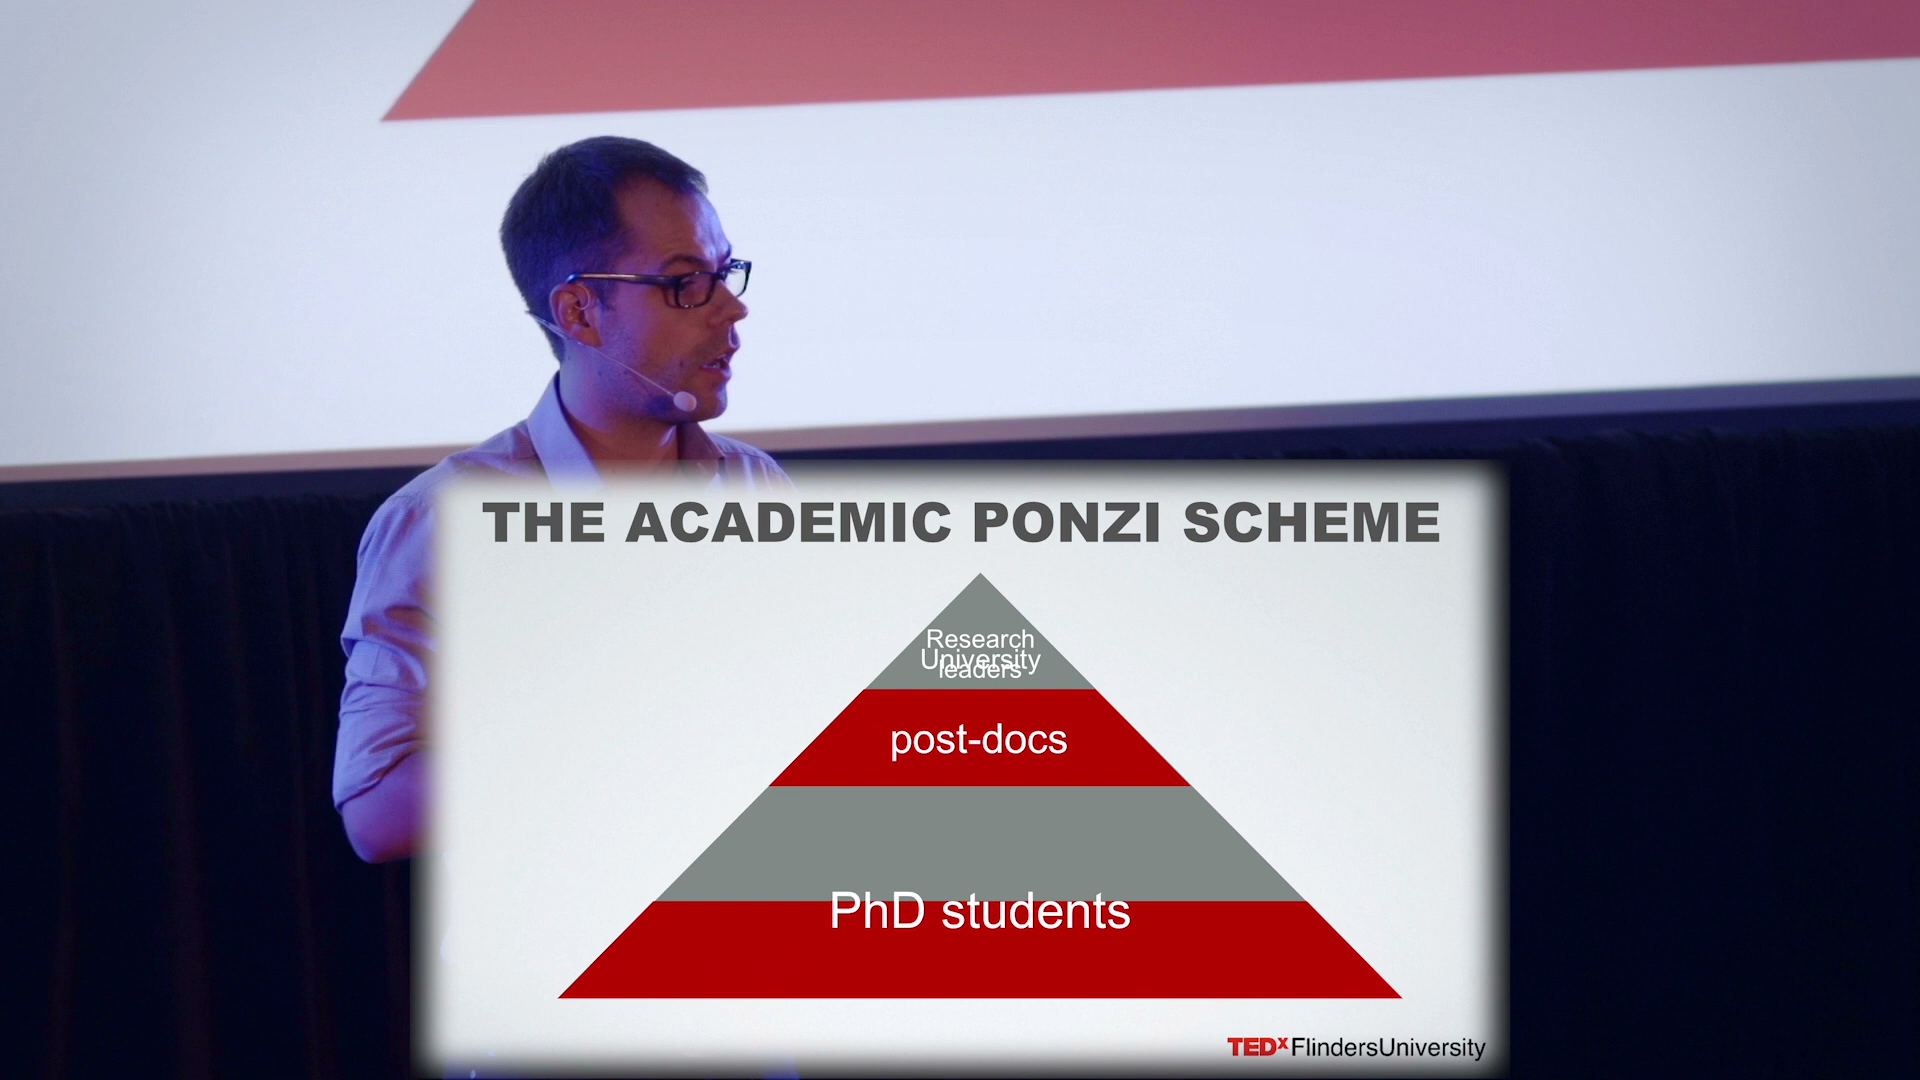 THE ACADEMIC PONZI SCHEME
Research
University
leaders
post-docs
PhD students
TEDxFlindersUniversity